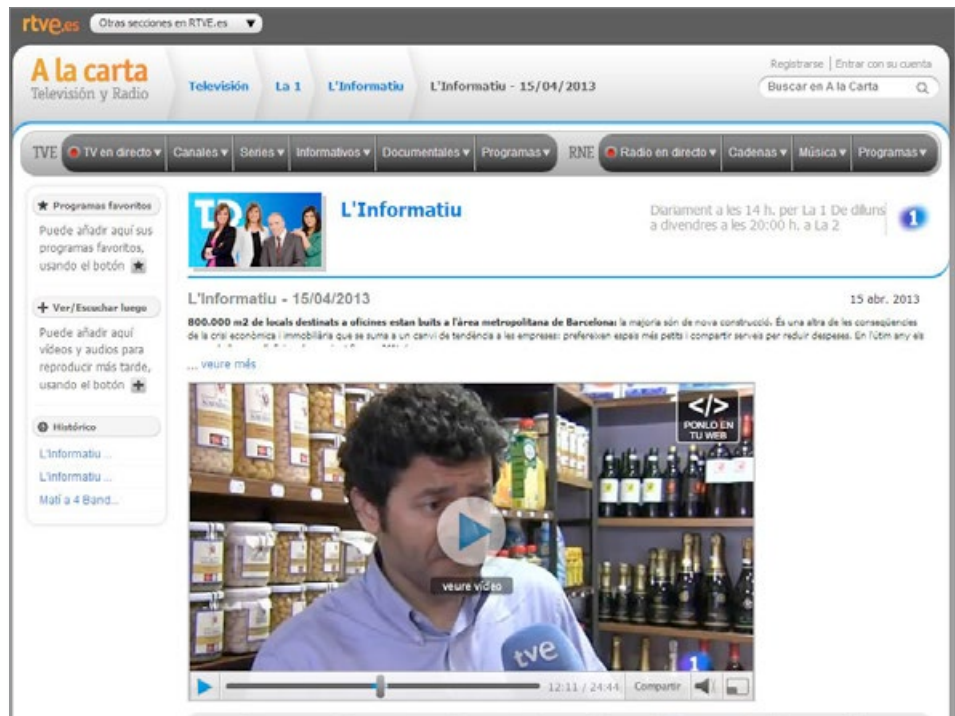 rtve.es Otras secciones en RTVE.es
A la carta
Televisión y Radio
Televisión La 1 L'Informatiu L'Informatiu - 15/04/2013
Registrarse | Entrar con su cuenta
Buscar en A la Carta
TVE TV en directo Canales Series Informativos Documentales Programas RNE Radio en directo Cadenas Música Programas
Programas favoritos
Puede añadir aquí sus
programas favoritos,
usando el botón
Ver/Escuchar luego
Puede añadir aquí
vídeos y audios para
reproducir más tarde,
usando el botón
Histórico
L'Informatiu ...
L'Informatiu ...
Matí a 4 Band...
L'Informatiu
Diariament a les 14 h. per La 1 De dilluns
a divendres a les 20:00 h. a La 2
1
L'Informatiu - 15/04/2013 15 abr. 2013
800.000 m2 de locals destinats a oficines estan buits a l'àrea metropolitana de Barcelona: la majoria són de nova construcció. És una altra de les conseqüències
de la crisi econòmica i immobiliària que se suma a un canvi de tendència a les empreses: prefereixen espais més petits i compartir serveis per reduir despeses. En l'útim any els
... veure més
</>
PONLO EN
TU WEB
veure vídeo
tve
1
12:11 / 24:44 Compartir